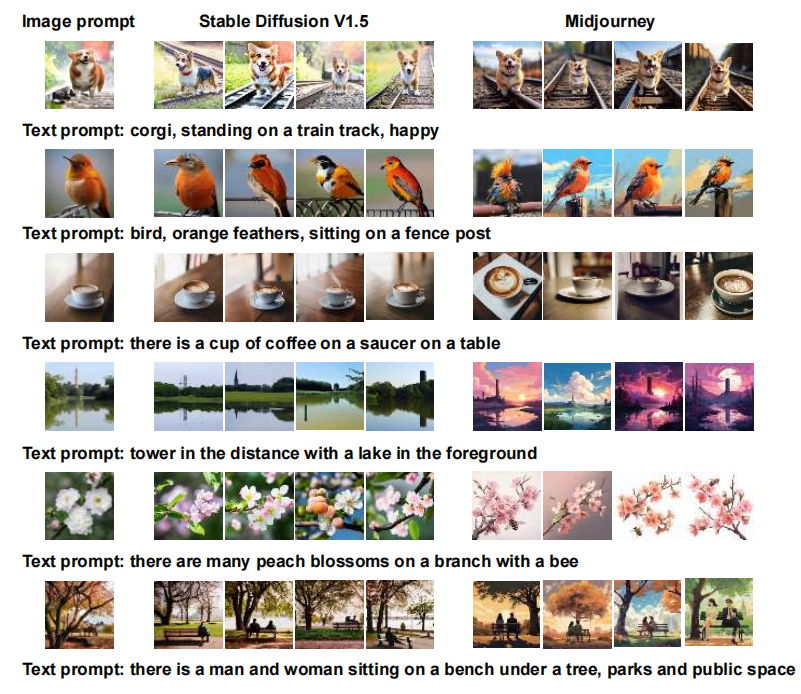 Image prompt Stable Diffusion V1.5 Midjourney
Text prompt: corgi, standing on a train track, happy
Text prompt: bird, orange feathers, sitting on a fence post
Text prompt: there is a cup of coffee on a saucer on a table
Text prompt: tower in the distance with a lake in the foreground
Text prompt: there are many peach blossoms on a branch with a bee
Text prompt: there is a man and woman sitting on a bench under a tree, parks and public space